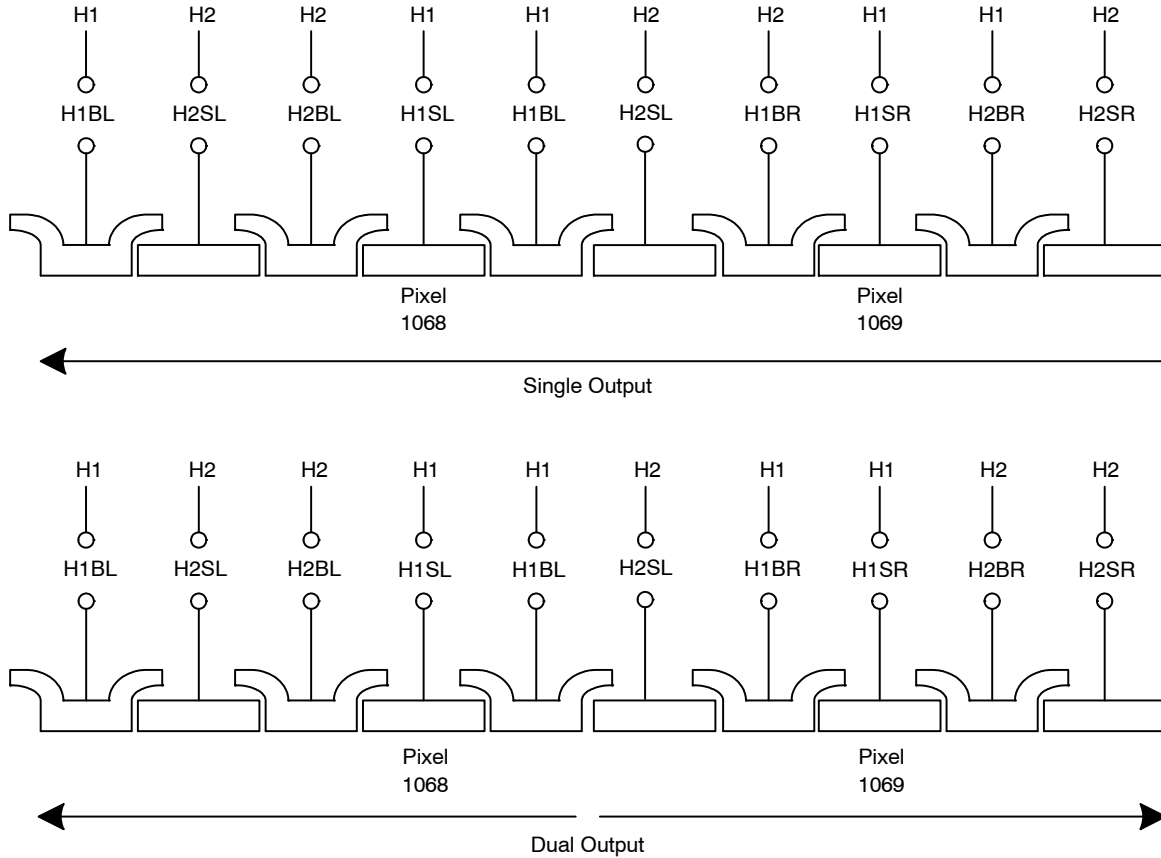 H1 H2 H2 H1 H1 H2 H2 H1 H1 H2
H1BL H2SL H2BL H1SL H1BL H2SL H1BR H1SR H2BR H2SR
Pixel Pixel
1068 1069
Single Output
H1 H2 H2 H1 H1 H2 H1 H1 H2 H2
H1BL H2SL H2BL H1SL H1BL H2SL H1BR H1SR H2BR H2SR
Pixel Pixel
1068 1069
Dual Output